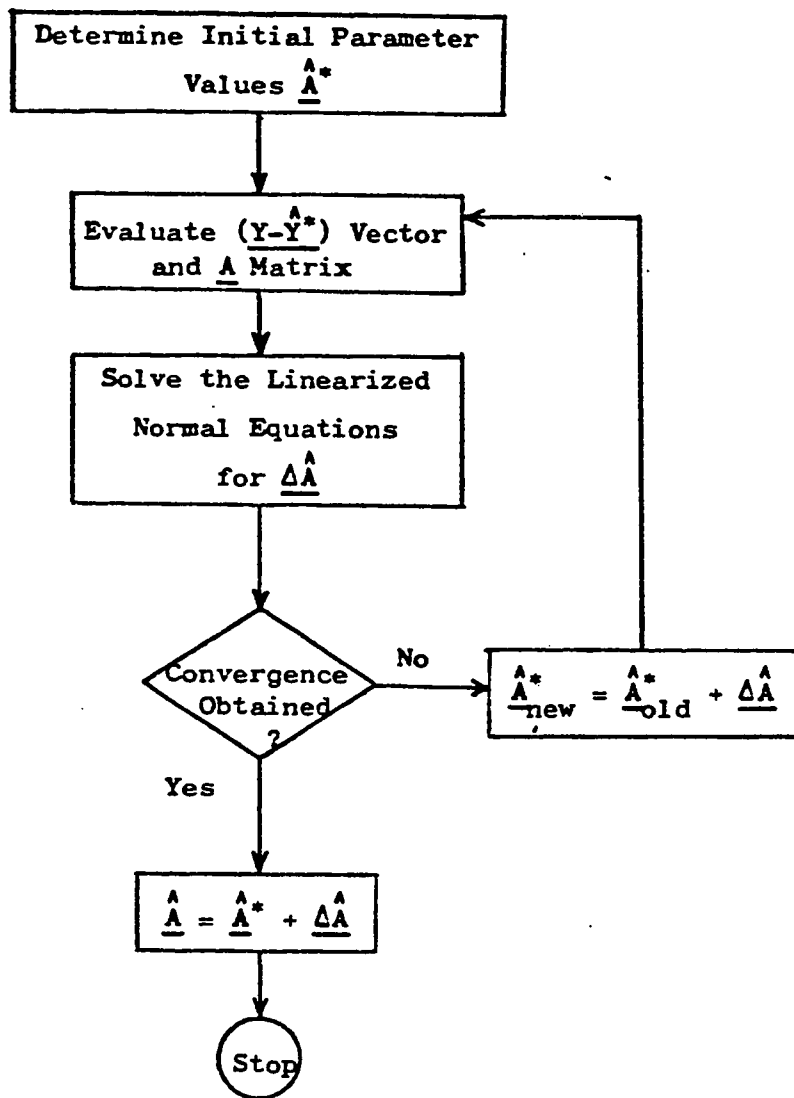 Determine Initial Parameter
Values Â*
Evaluate (Y-Ŷ*) Vector
and A Matrix
Solve the Linearized
Normal Equations
for ΔÂ
Convergence
Obtained
?
No
Â*new = Â*old + ΔÂ
Yes
Â = Â* + ΔÂ
Stop